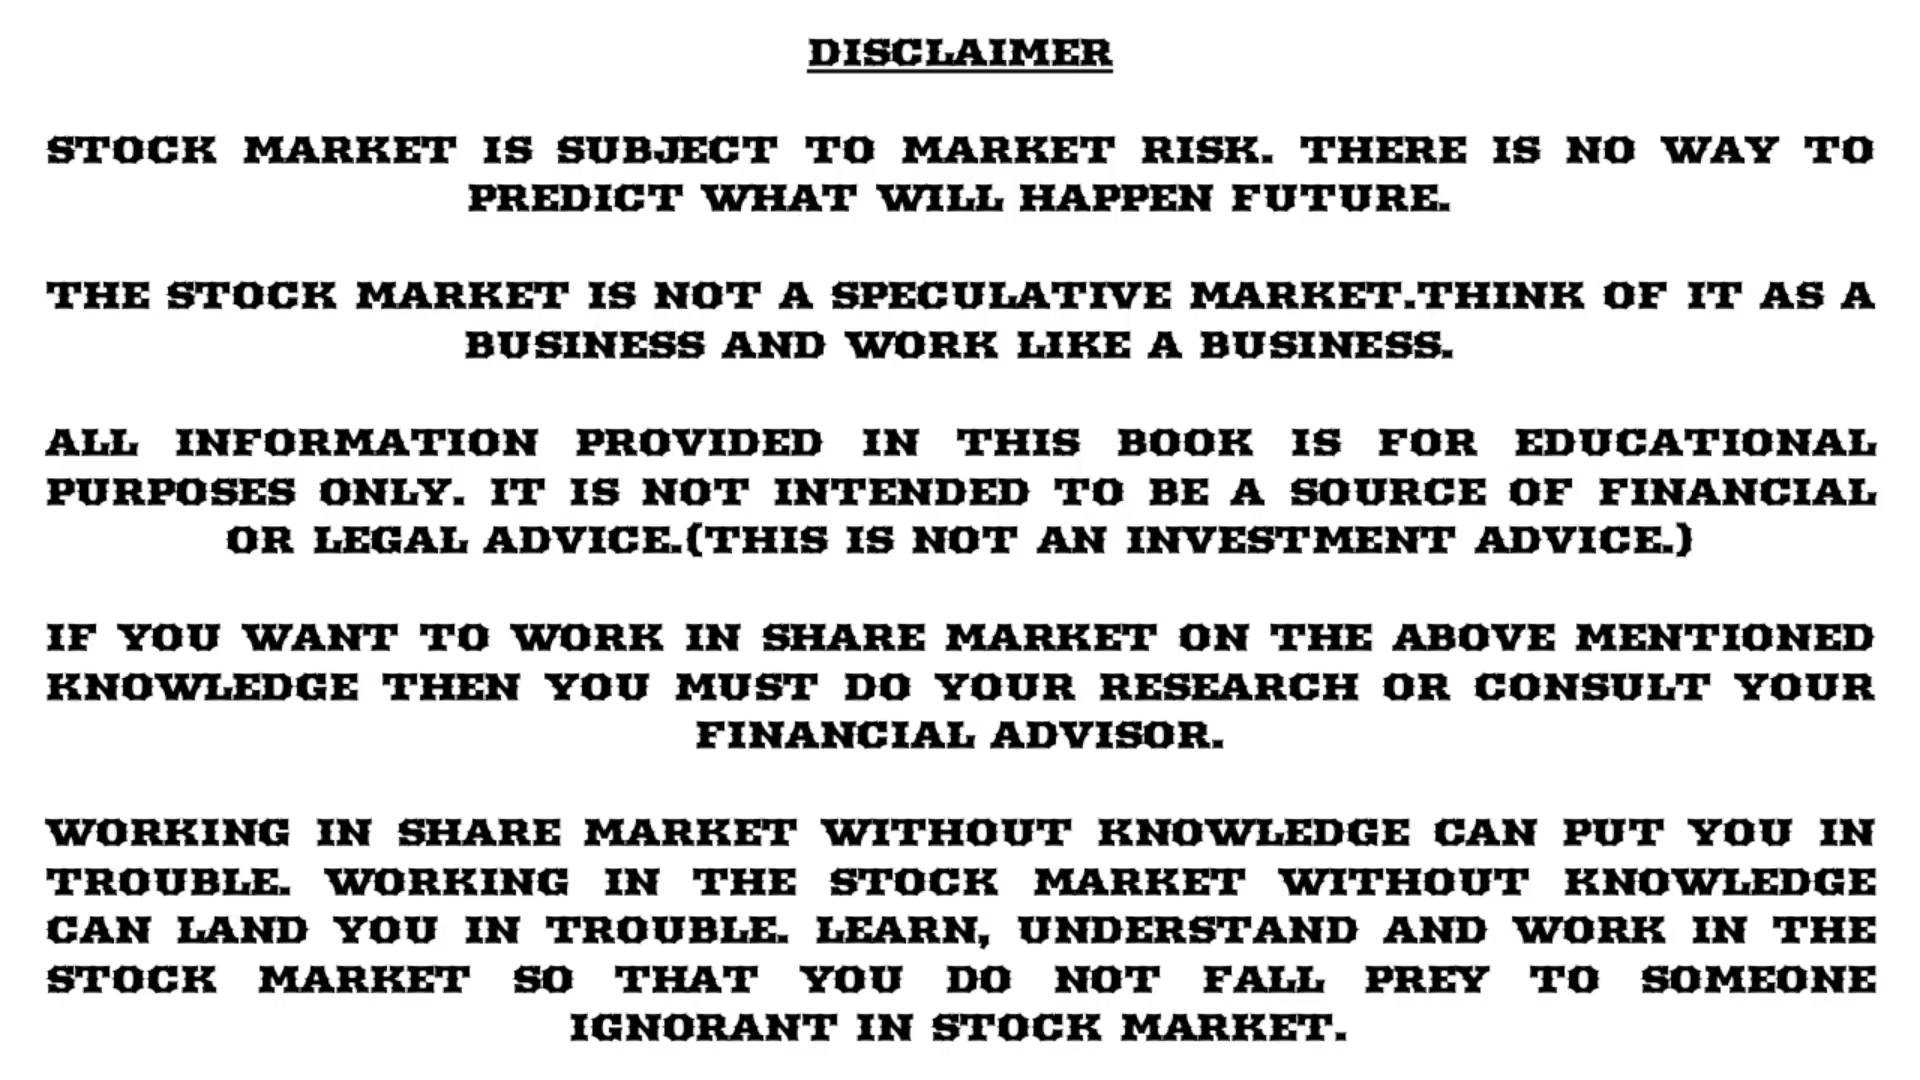 DISCLAIMER
STOCK MARKET IS SUBJECT TO MARKET RISK. THERE IS NO WAY TO
PREDICT WHAT WILL HAPPEN FUTURE.
THE STOCK MARKET IS NOT A SPECULATIVE MARKET.THINK OF IT AS A
BUSINESS AND WORK LIKE A BUSINESS.
ALL INFORMATION PROVIDED IN THIS BOOK IS FOR EDUCATIONAL
PURPOSES ONLY. IT IS NOT INTENDED TO BE A SOURCE OF FINANCIAL
OR LEGAL ADVICE.(THIS IS NOT AN INVESTMENT ADVICE.)
IF YOU WANT TO WORK IN SHARE MARKET ON THE ABOVE MENTIONED
KNOWLEDGE THEN YOU MUST DO YOUR RESEARCH OR CONSULT YOUR
FINANCIAL ADVISOR.
WORKING IN SHARE MARKET WITHOUT KNOWLEDGE CAN PUT YOU IN
TROUBLE. WORKING IN THE STOCK MARKET WITHOUT KNOWLEDGE
CAN LAND YOU IN TROUBLE. LEARN, UNDERSTAND AND WORK IN THE
STOCK MARKET SO THAT YOU DO NOT FALL PREY TO SOMEONE
IGNORANT IN STOCK MARKET.